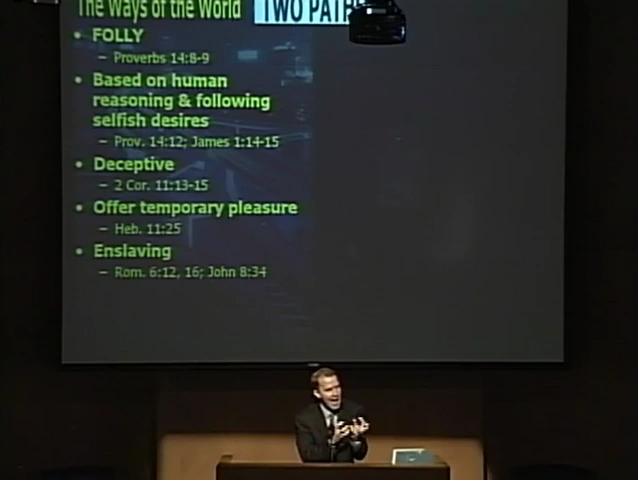 The Ways of the World
TWO PATHS
• FOLLY
– Proverbs 14:8-9
• Based on human
reasoning & following
selfish desires
– Prov. 14:12; James 1:14-15
• Deceptive
– 2 Cor. 11:13-15
• Offer temporary pleasure
– Heb. 11:25
• Enslaving
– Rom. 6:12, 16; John 8:34